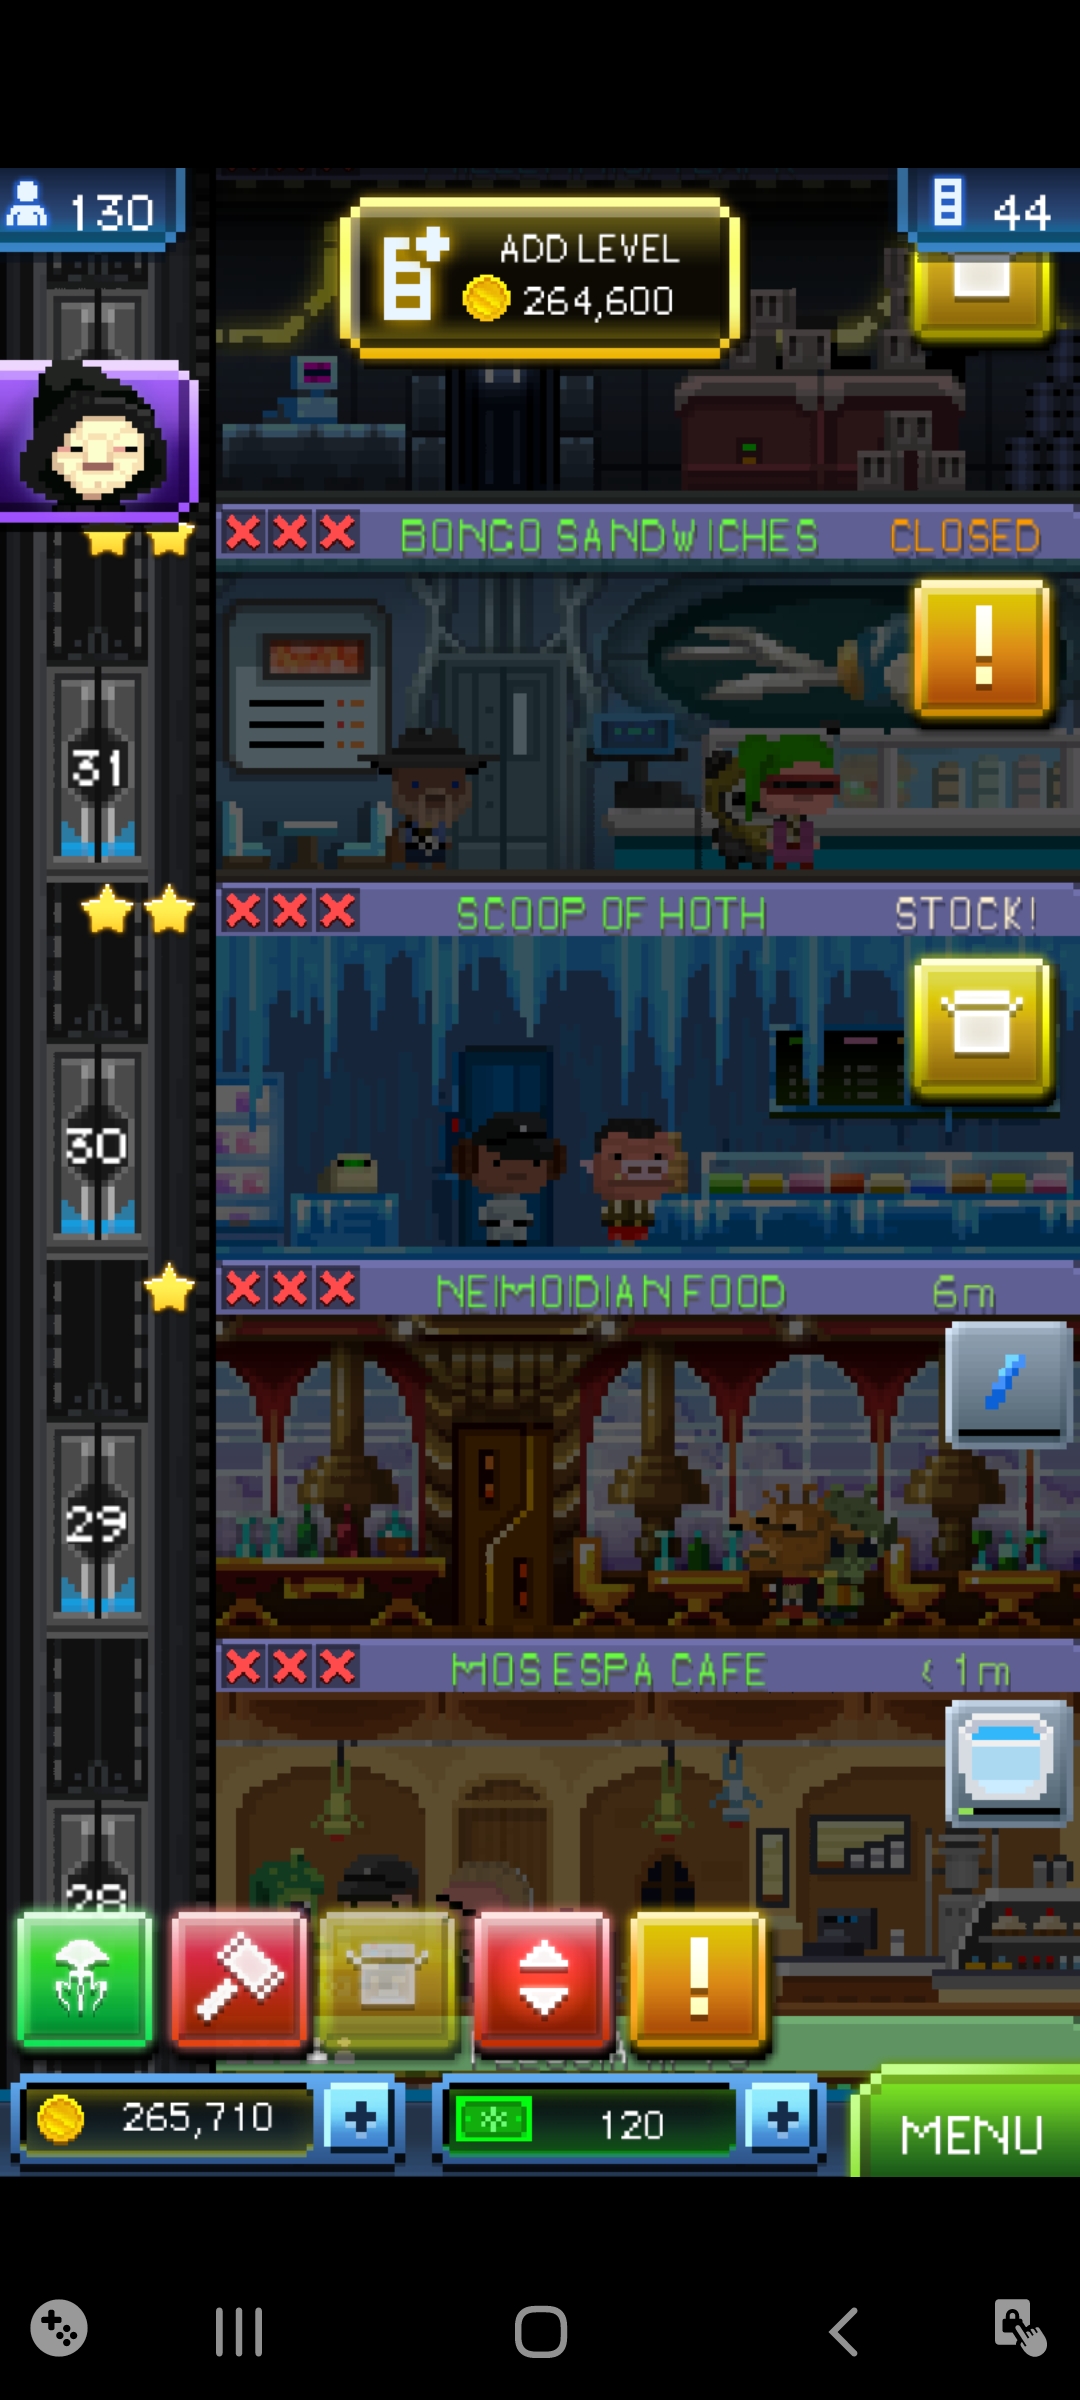 130
44
ADD LEVEL
264,600
BONGO SANDWICHES CLOSED
31
SCOOP OF HOTH STOCK!
30
NEIMOIDIAN FOOD 6m
29
MOS ESPA CAFE < 1m
28
265,710
120
MENU